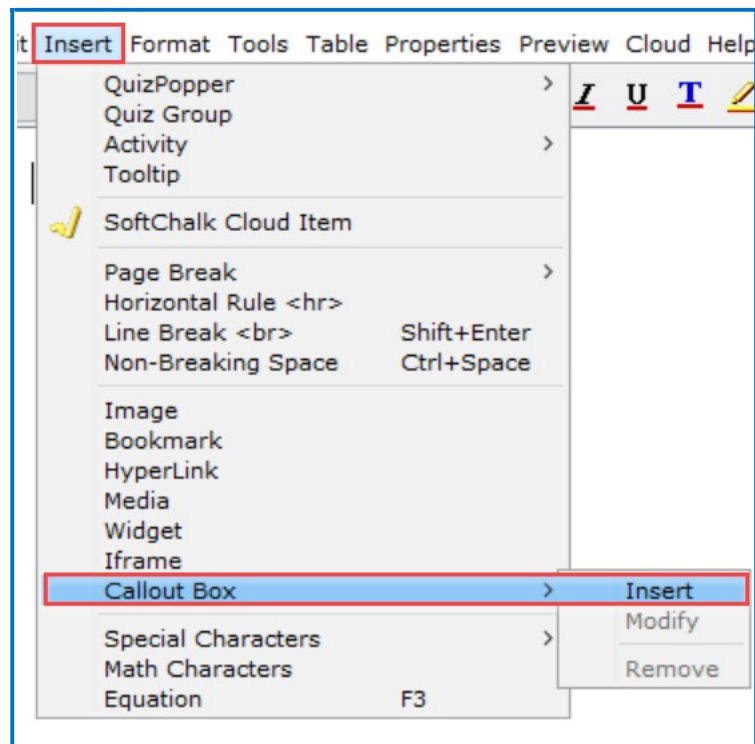 it Insert Format Tools Table Properties Preview Cloud Help
I U T
QuizPopper >
Quiz Group
Activity >
Tooltip
SoftChalk Cloud Item
Page Break >
Horizontal Rule <hr>
Line Break <br> Shift+Enter
Non-Breaking Space Ctrl+Space
Image
Bookmark
HyperLink
Media
Widget
Iframe
Callout Box > Insert
Modify
Special Characters >
Remove
Math Characters
Equation F3